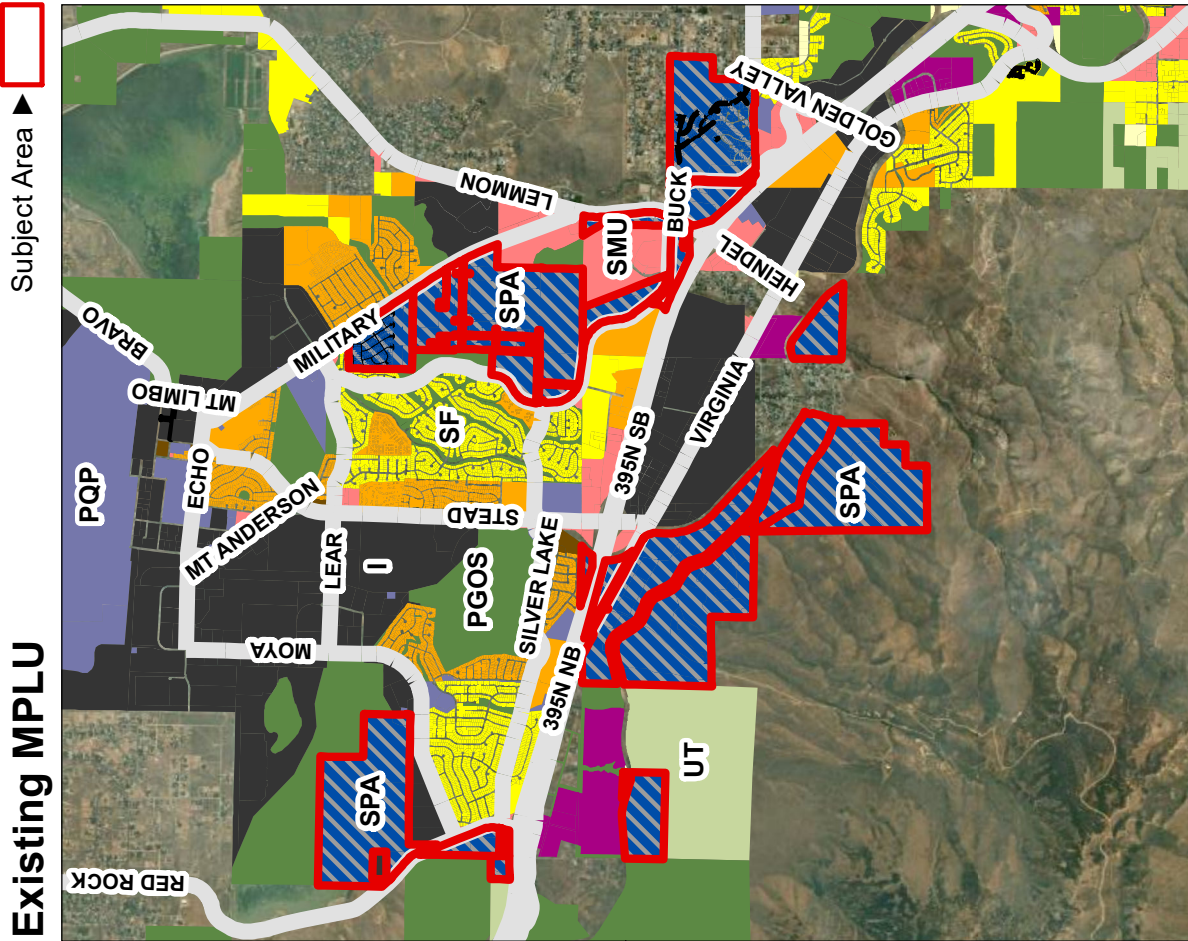 Existing MPLU
Subject Area ►
RED ROCK
SPA
MOYA
PQP
ECHO
MT ANDERSON
LEAR
I
PGOS
STEAD
SILVER LAKE
395N NB
UT
BRAVO
MT LIMBO
MILITARY
SF
SPA
LEMMON
SMU
BUCK
GOLDEN VALLEY
HEINDEL
395N SB
VIRGINIA
SPA